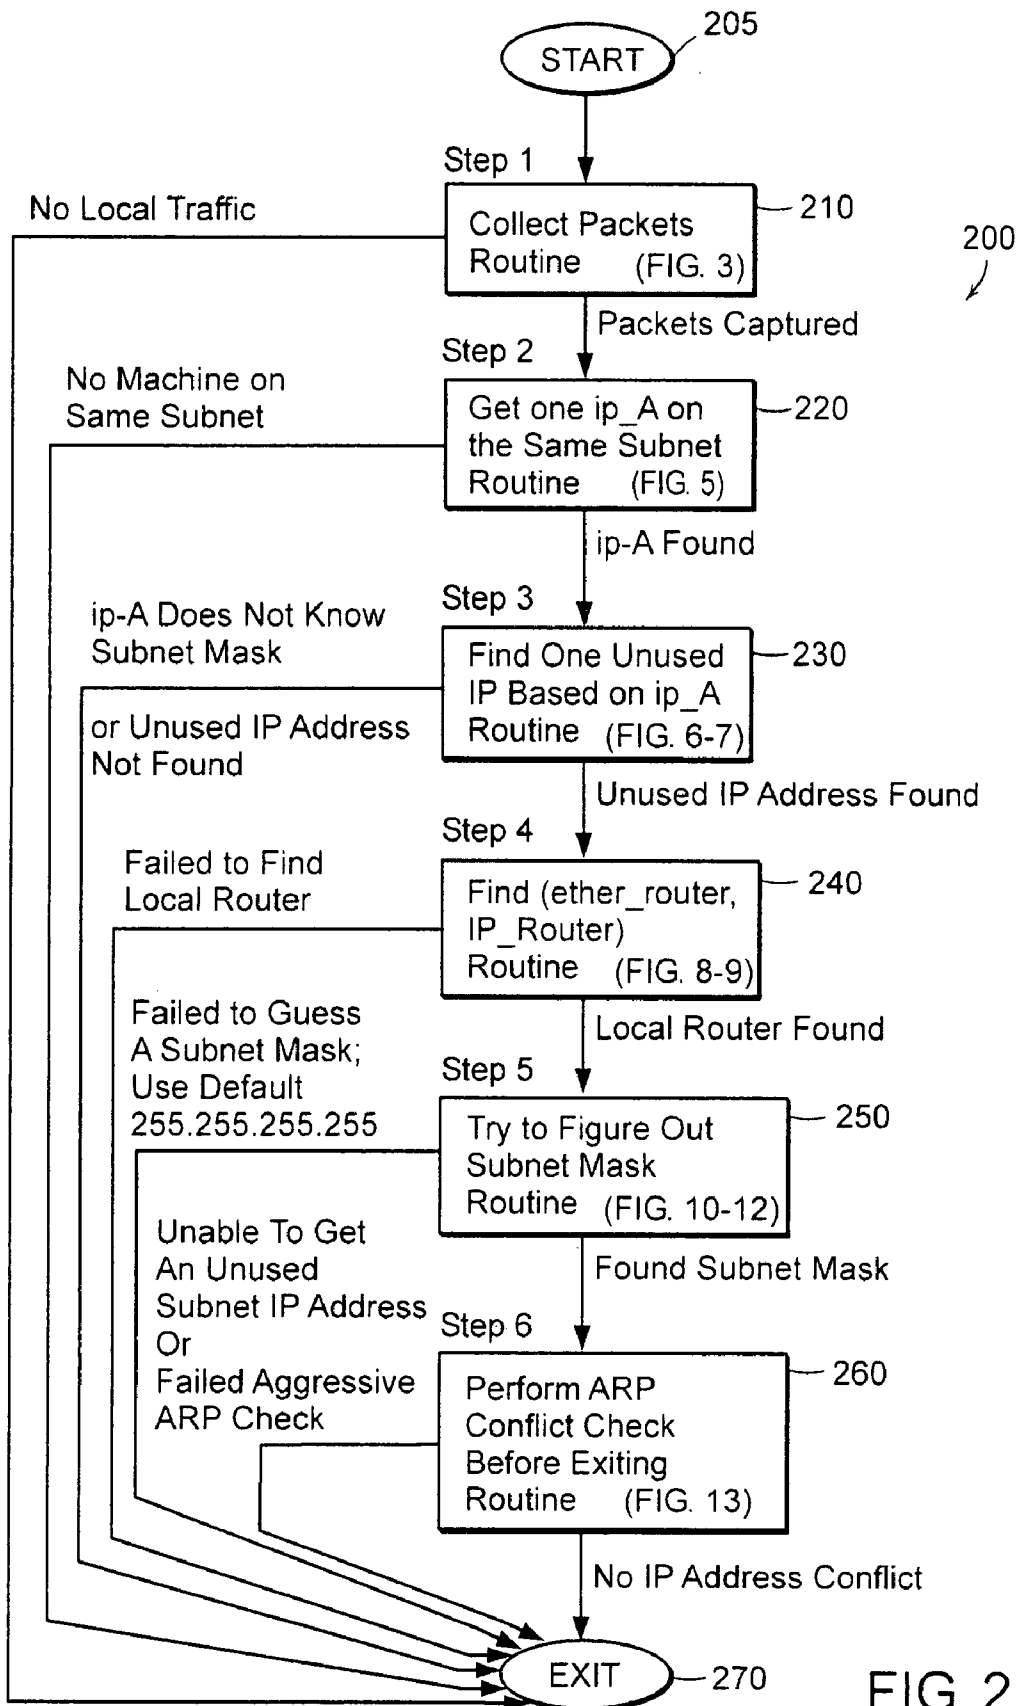 205
START
Step 1
No Local Traffic
210
Collect Packets
Routine (FIG. 3)
200
Packets Captured
Step 2
No Machine on
Same Subnet
220
Get one ip_A on
the Same Subnet
Routine (FIG. 5)
ip-A Found
Step 3
ip-A Does Not Know
Subnet Mask
or Unused IP Address
Not Found
230
Find One Unused
IP Based on ip_A
Routine (FIG. 6-7)
Unused IP Address Found
Step 4
Failed to Find
Local Router
240
Find (ether_router,
IP_Router)
Routine (FIG. 8-9)
Local Router Found
Failed to Guess
A Subnet Mask;
Use Default
255.255.255.255
Step 5
250
Try to Figure Out
Subnet Mask
Routine (FIG. 10-12)
Found Subnet Mask
Unable To Get
An Unused
Subnet IP Address
Or
Failed Aggressive
ARP Check
Step 6
260
Perform ARP
Conflict Check
Before Exiting
Routine (FIG. 13)
No IP Address Conflict
EXIT
270
FIG 2